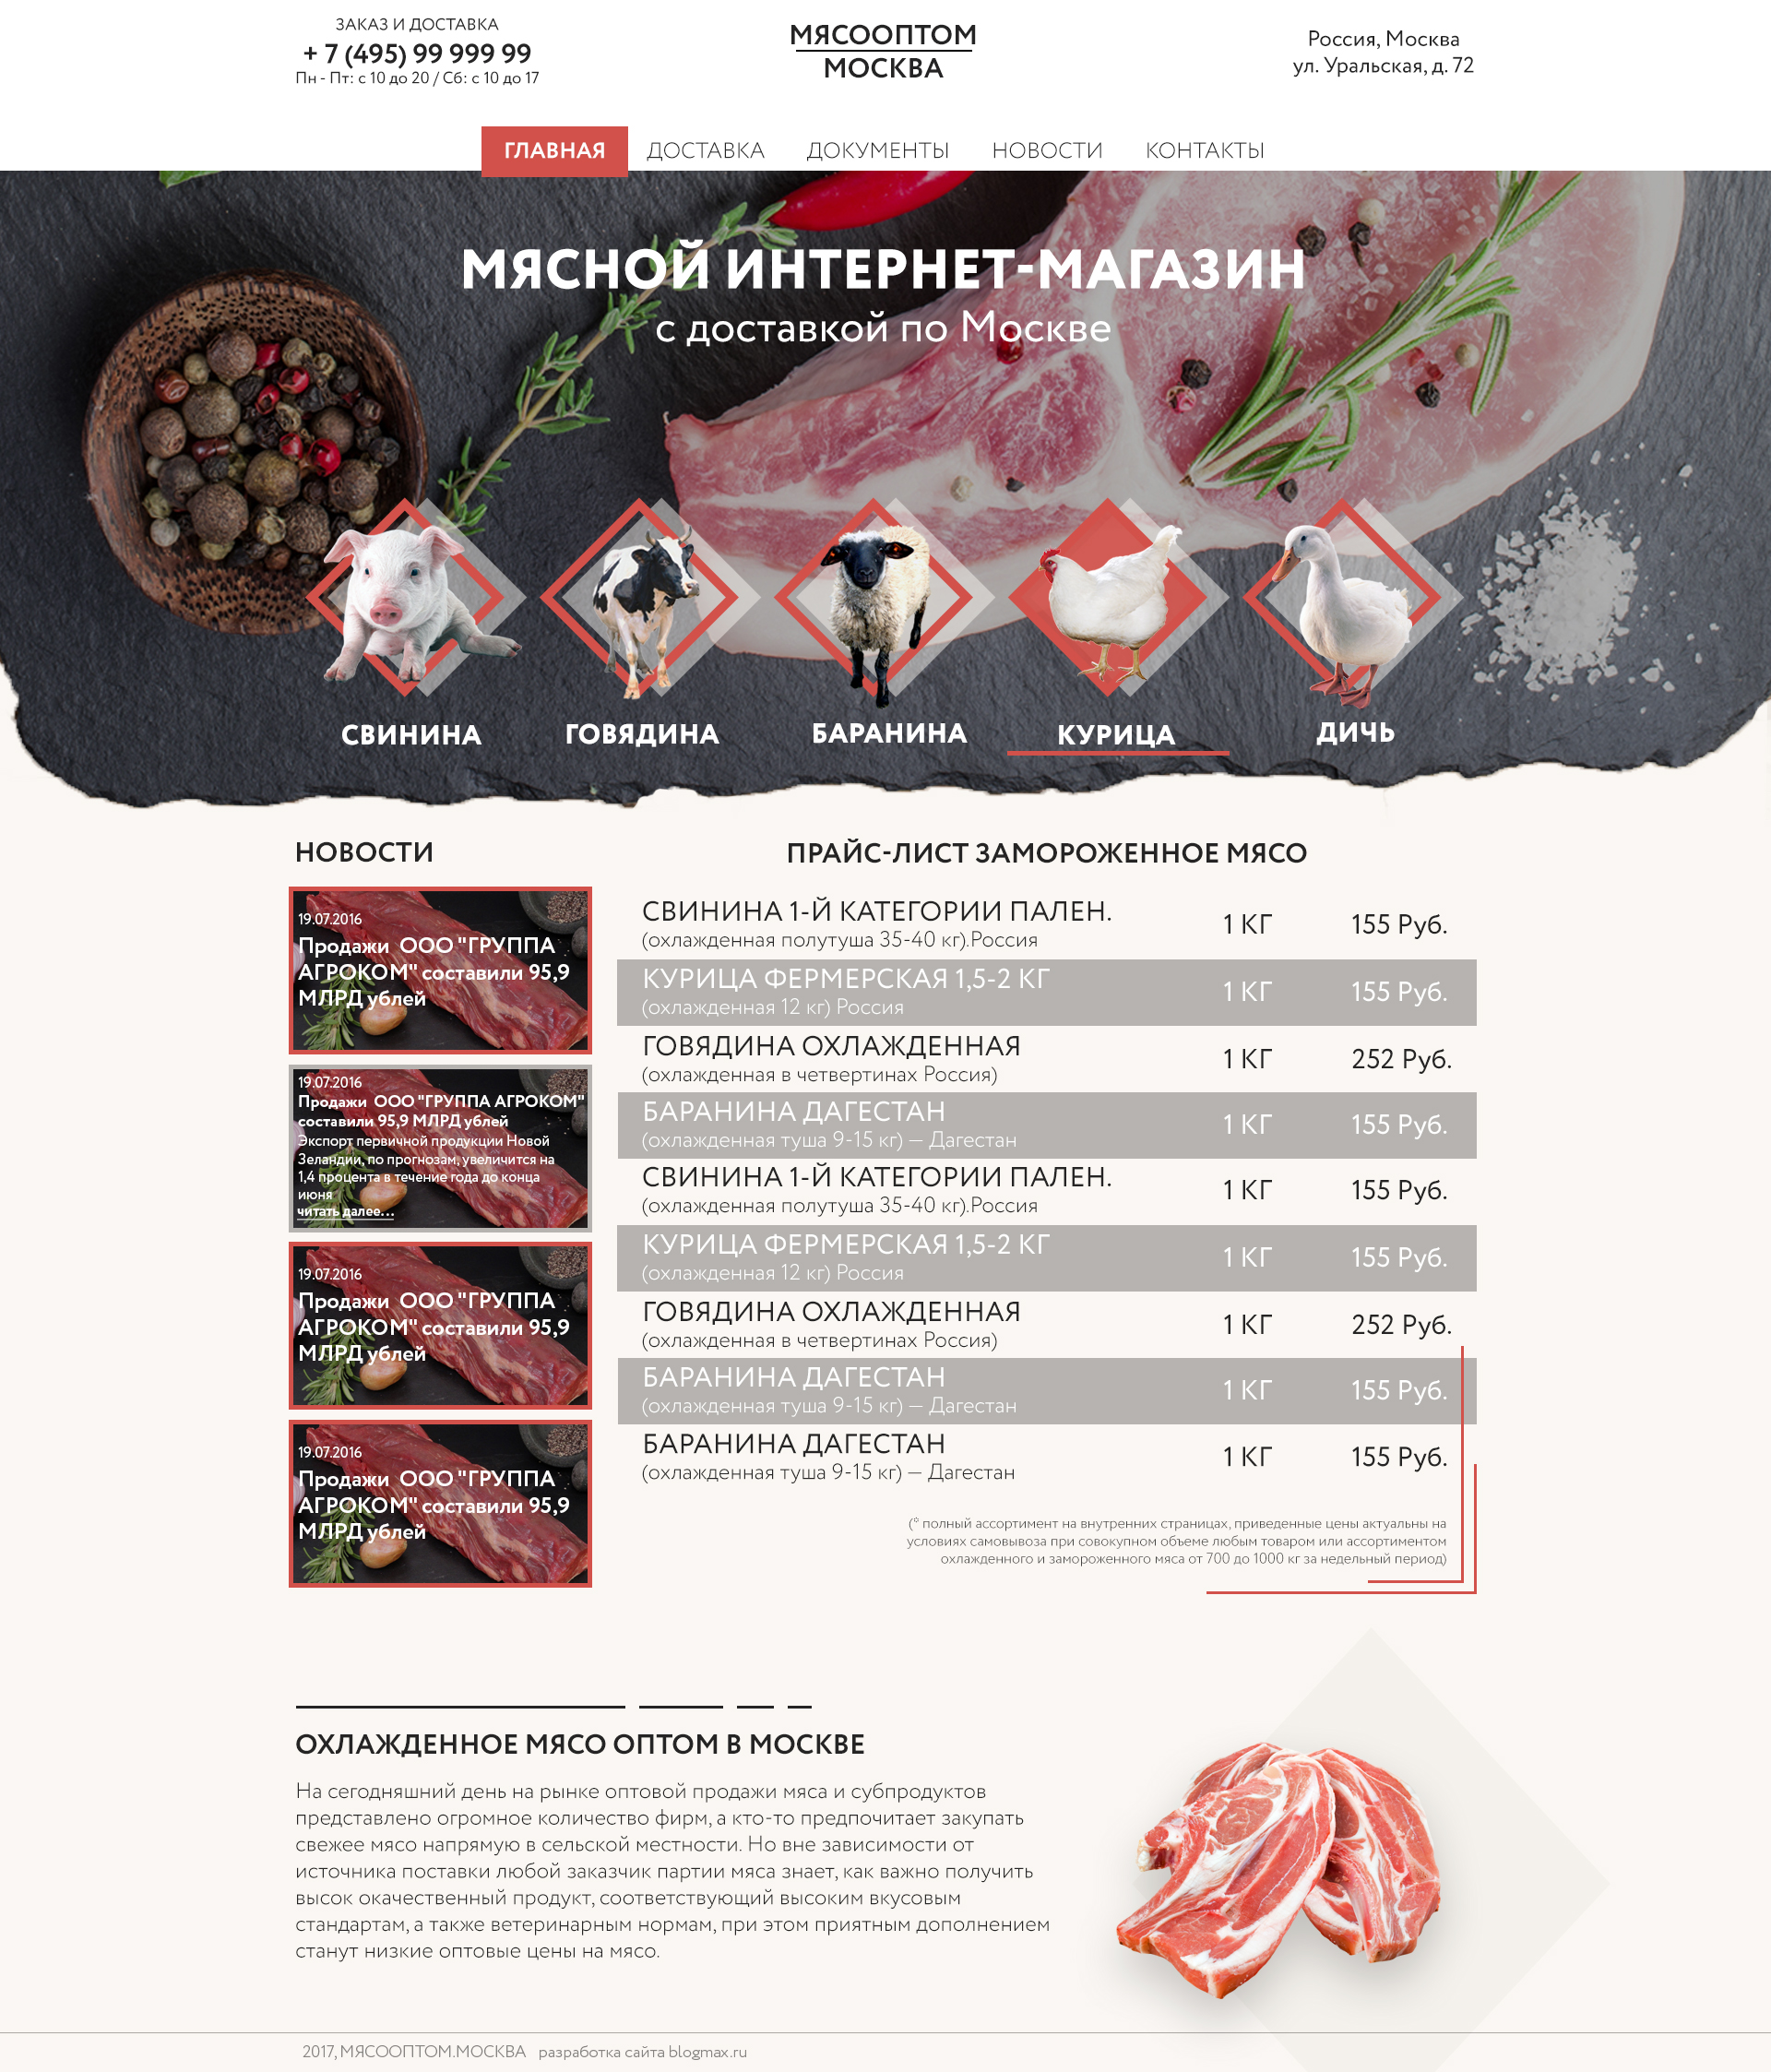 ЗАКАЗ И ДОСТАВКА
+ 7 (495) 99 999 99
Пн - Пт: с 10 до 20 / Сб: с 10 до 17
МЯСООПТОМ
МОСКВА
Россия, Москва
ул. Уральская, д. 72
ГЛАВНАЯ ДОСТАВКА ДОКУМЕНТЫ НОВОСТИ КОНТАКТЫ
МЯСНОЙ ИНТЕРНЕТ-МАГАЗИН
с доставкой по Москве
СВИНИНА ГОВЯДИНА БАРАНИНА КУРИЦА ДИЧЬ
НОВОСТИ
19.07.2016
Продажи ООО "ГРУППА
АГРОКОМ" составили 95,9
МЛРД ублей
19.07.2016
Продажи ООО "ГРУППА АГРОКОМ"
составили 95,9 МЛРД ублей
Экспорт первичной продукции Новой
Зеландии, по прогнозам, увеличится на
1,4 процента в течение года до конца
июня
читать далее...
19.07.2016
Продажи ООО "ГРУППА
АГРОКОМ" составили 95,9
МЛРД ублей
19.07.2016
Продажи ООО "ГРУППА
АГРОКОМ" составили 95,9
МЛРД ублей
ПРАЙС-ЛИСТ ЗАМОРОЖЕННОЕ МЯСО
СВИНИНА 1-Й КАТЕГОРИИ ПАЛЕН. 1 КГ 155 Руб.
(охлажденная полутуша 35-40 кг).Россия
КУРИЦА ФЕРМЕРСКАЯ 1,5-2 КГ 1 КГ 155 Руб.
(охлажденная 12 кг) Россия
ГОВЯДИНА ОХЛАЖДЕННАЯ 1 КГ 252 Руб.
(охлажденная в четвертинах Россия)
БАРАНИНА ДАГЕСТАН 1 КГ 155 Руб.
(охлажденная туша 9-15 кг) — Дагестан
СВИНИНА 1-Й КАТЕГОРИИ ПАЛЕН. 1 КГ 155 Руб.
(охлажденная полутуша 35-40 кг).Россия
КУРИЦА ФЕРМЕРСКАЯ 1,5-2 КГ 1 КГ 155 Руб.
(охлажденная 12 кг) Россия
ГОВЯДИНА ОХЛАЖДЕННАЯ 1 КГ 252 Руб.
(охлажденная в четвертинах Россия)
БАРАНИНА ДАГЕСТАН 1 КГ 155 Руб.
(охлажденная туша 9-15 кг) — Дагестан
БАРАНИНА ДАГЕСТАН 1 КГ 155 Руб.
(охлажденная туша 9-15 кг) — Дагестан
(* полный ассортимент на внутренних страницах, приведенные цены актуальны на
условиях самовывоза при совокупном объеме любым товаром или ассортиментом
охлажденного и замороженного мяса от 700 до 1000 кг за недельный период)
ОХЛАЖДЕННОЕ МЯСО ОПТОМ В МОСКВЕ
На сегодняшний день на рынке оптовой продажи мяса и субпродуктов
представлено огромное количество фирм, а кто-то предпочитает закупать
свежее мясо напрямую в сельской местности. Но вне зависимости от
источника поставки любой заказчик партии мяса знает, как важно получить
высок окачественный продукт, соответствующий высоким вкусовым
стандартам, а также ветеринарным нормам, при этом приятным дополнением
станут низкие оптовые цены на мясо.
2017, МЯСООПТОМ.МОСКВА разработка сайта blogmax.ru